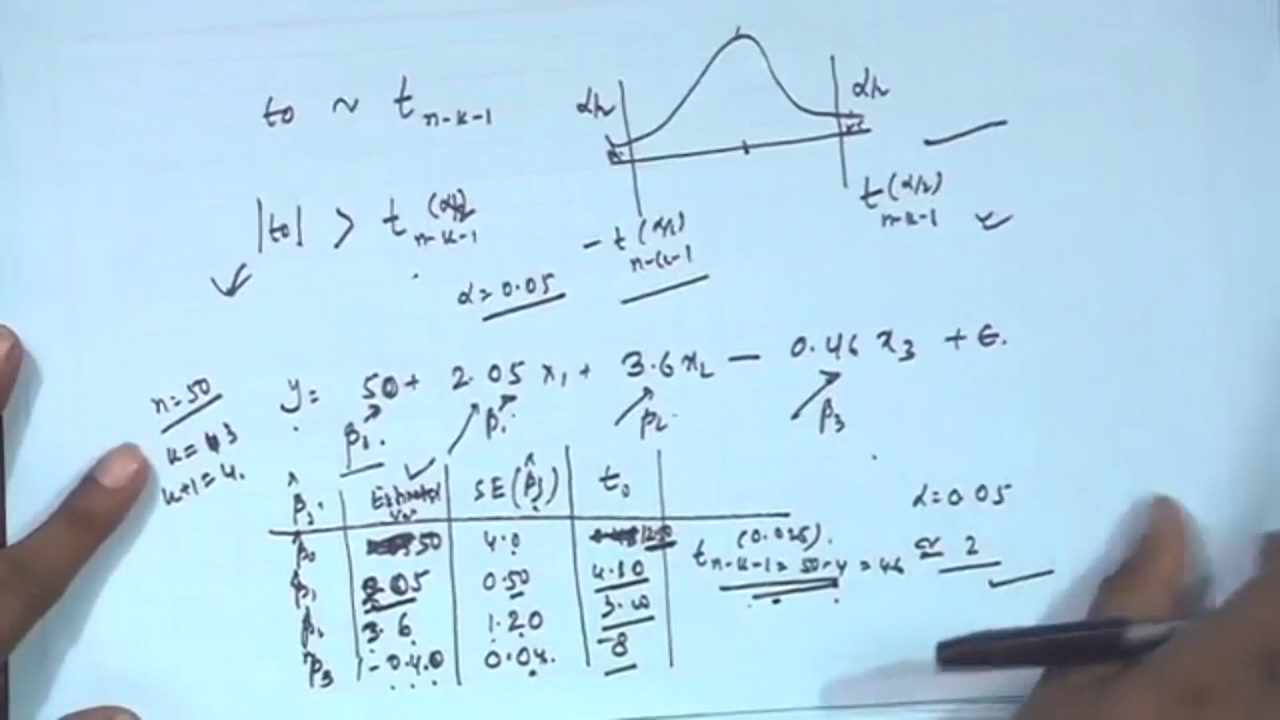 t0 ~ t n-k-1
α/2
α/2
|t0| > t (α/2) n-k-1
- t (α/2) n-k-1
t (α/2) n-k-1
α = 0.05
y = 50 + 2.05 x1 + 3.6 x2 - 0.46 x3 + ε.
n=50
k = 3
k+1 = 4.
β1.
β2.
β3
β̂j. Estimated SE(β̂j) t0
α = 0.05
β0 50 4.0 12.50
t (0.025). n-k-1 = 50-4 = 46 ≅ 2
β1 2.05 0.50 4.10
β2 3.6 1.20 3.00
β3 -0.40 0.04. -8